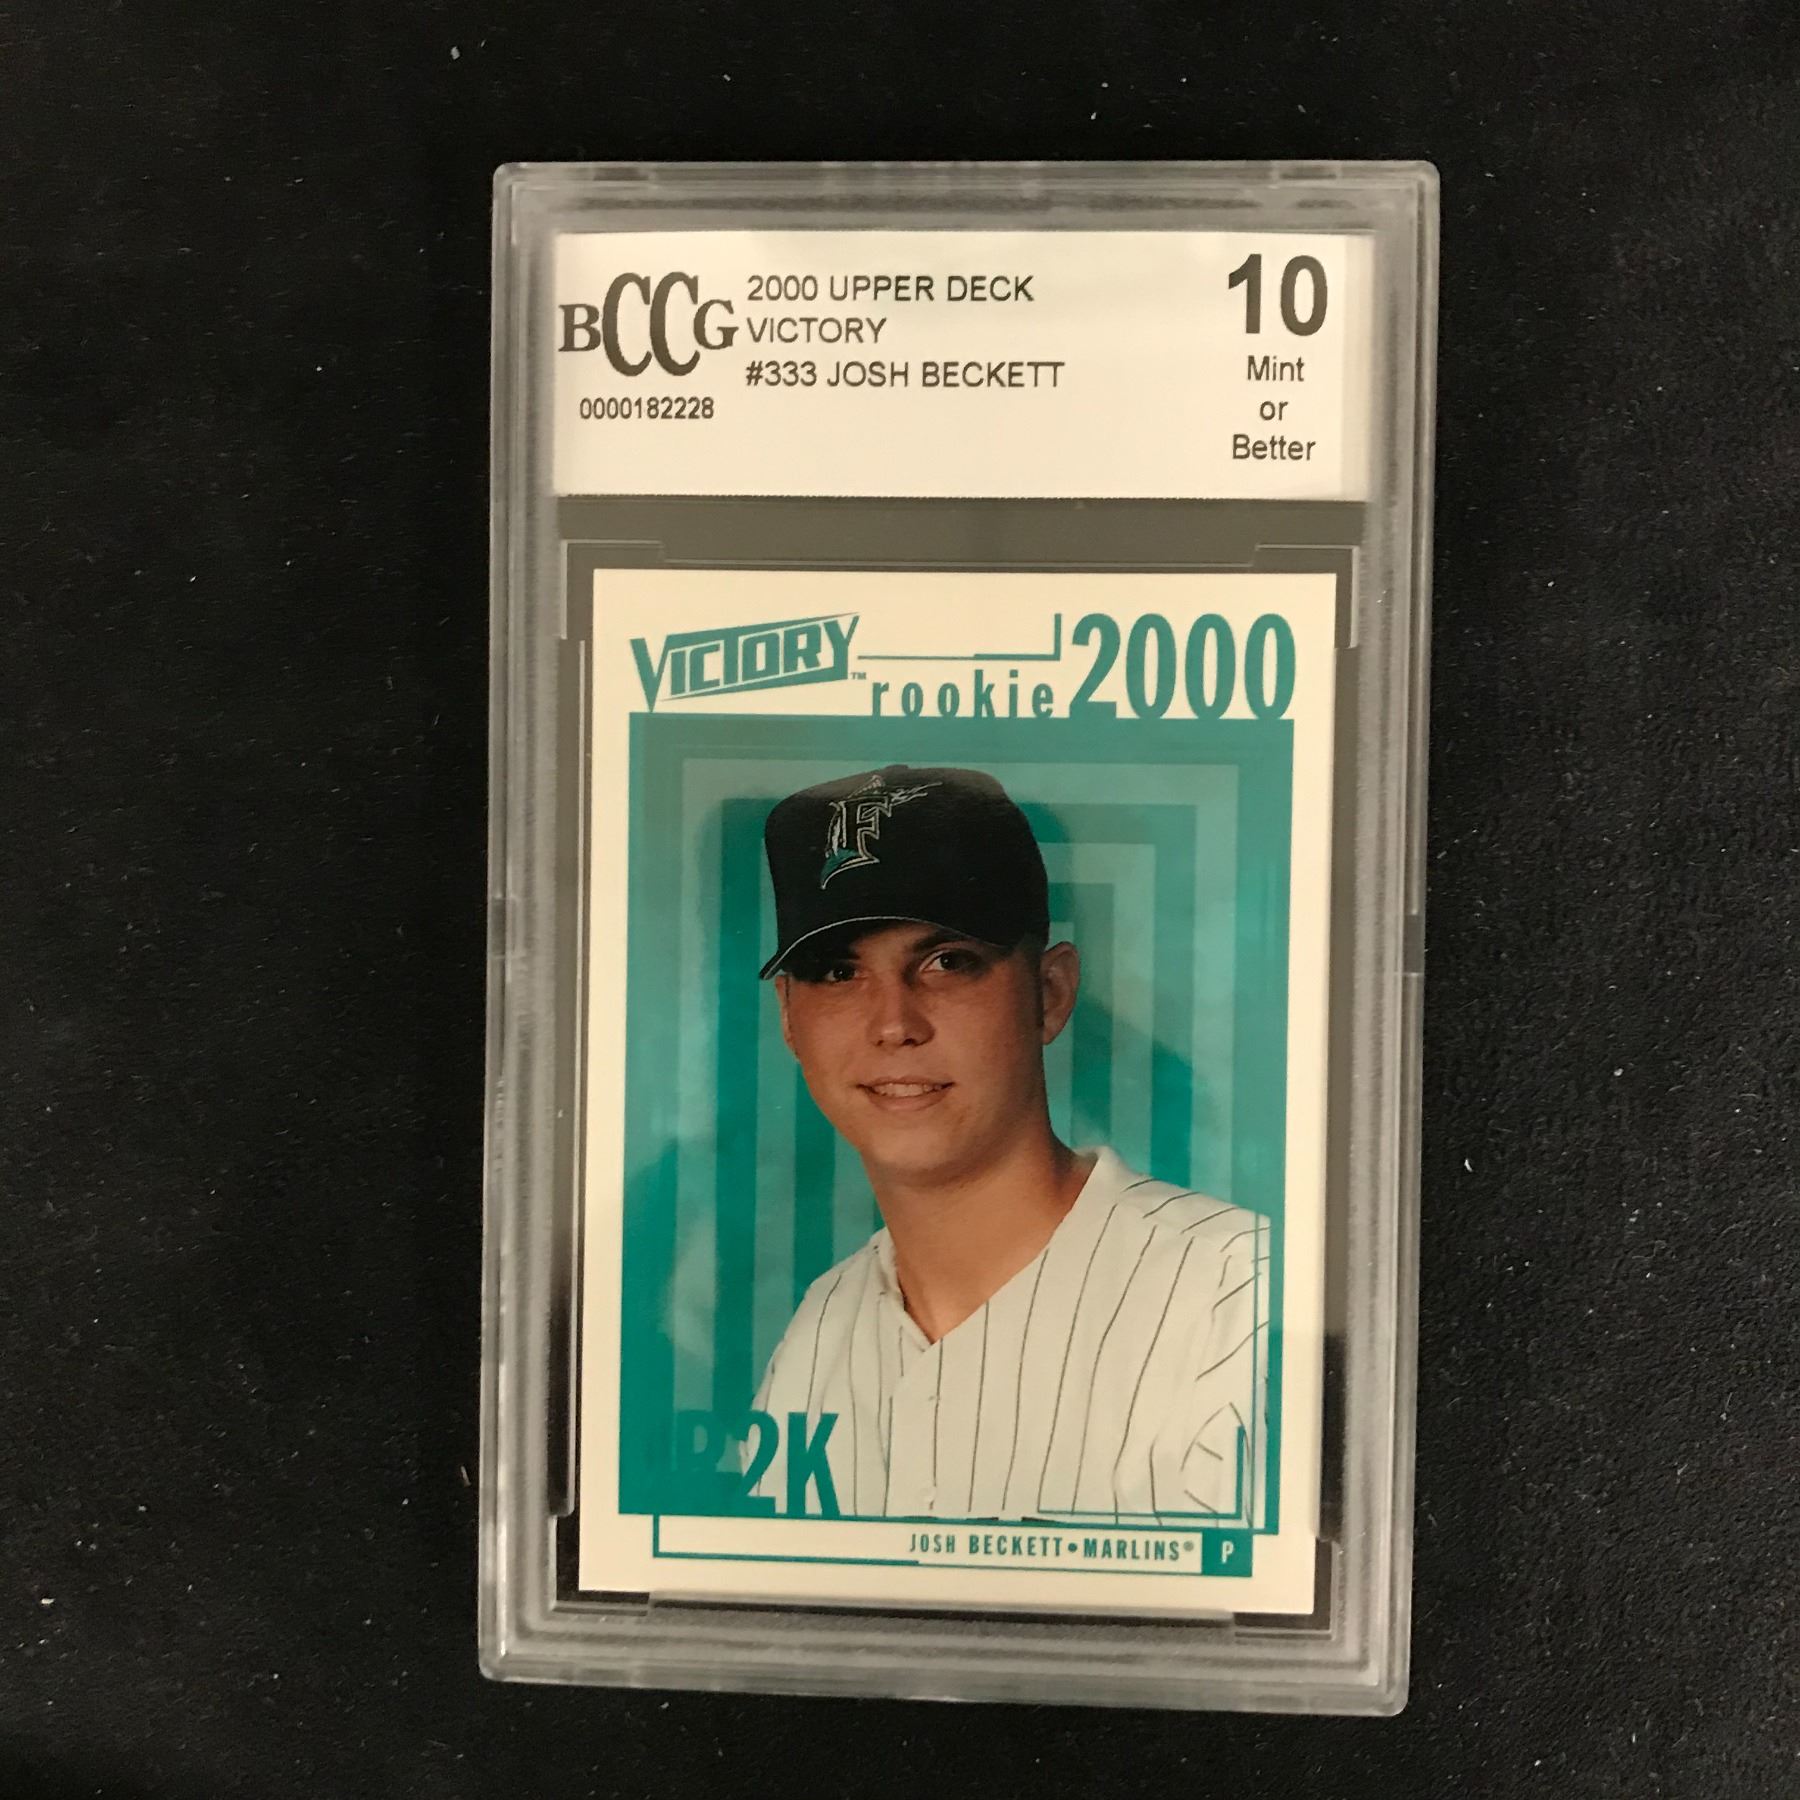 BCCG
0000182228
2000 UPPER DECK
VICTORY
#333 JOSH BECKETT
10
Mint
or
Better
VICTORY™
rookie 2000
F
R2K
JOSH BECKETT•MARLINS®
P